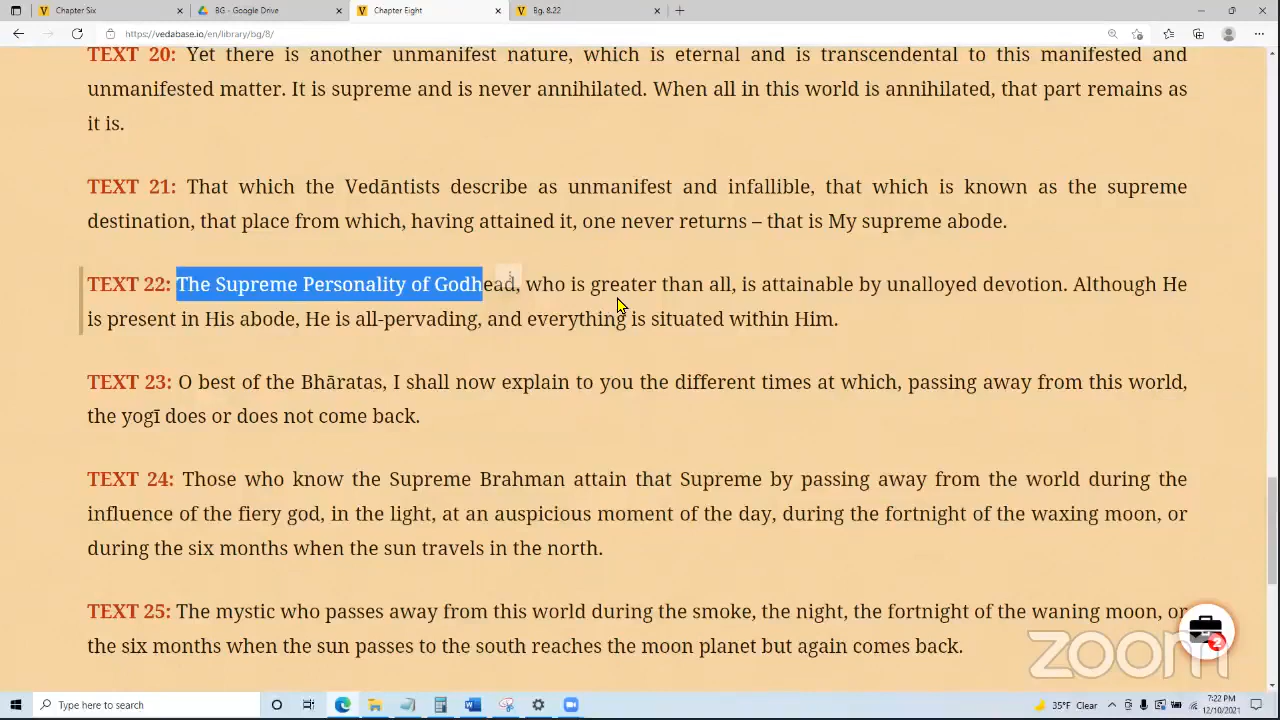 Chapter Six
BG - Google Drive
Chapter Eight
Bg. 8.22
https://vedabase.io/en/library/bg/8/
TEXT 20: Yet there is another unmanifest nature, which is eternal and is transcendental to this manifested and
unmanifested matter. It is supreme and is never annihilated. When all in this world is annihilated, that part remains as
it is.
TEXT 21: That which the Vedāntists describe as unmanifest and infallible, that which is known as the supreme
destination, that place from which, having attained it, one never returns – that is My supreme abode.
TEXT 22: The Supreme Personality of Godhead, who is greater than all, is attainable by unalloyed devotion. Although He
is present in His abode, He is all-pervading, and everything is situated within Him.
TEXT 23: O best of the Bhāratas, I shall now explain to you the different times at which, passing away from this world,
the yogī does or does not come back.
TEXT 24: Those who know the Supreme Brahman attain that Supreme by passing away from the world during the
influence of the fiery god, in the light, at an auspicious moment of the day, during the fortnight of the waxing moon, or
during the six months when the sun travels in the north.
TEXT 25: The mystic who passes away from this world during the smoke, the night, the fortnight of the waning moon, or
the six months when the sun passes to the south reaches the moon planet but again comes back.
2
zoom
Type here to search
35°F Clear
7:22 PM
12/10/2021